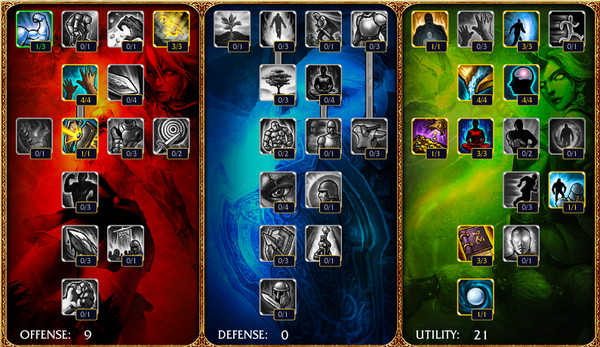 1/3 0/1 0/1 3/3
0/1 0/3 0/3 0/3
1/1 0/3 3/3 0/1
4/4 0/4
0/3 0/4
4/4 4/4
0/1 1/1 0/3 0/2
0/2 0/1 0/3
1/1 3/3 0/2 0/1
0/3
0/4 0/1
0/3 1/1
0/3 0/1
0/3 0/1
3/3 0/1
0/1
0/1
1/1
OFFENSE: 9
DEFENSE: 0
UTILITY: 21